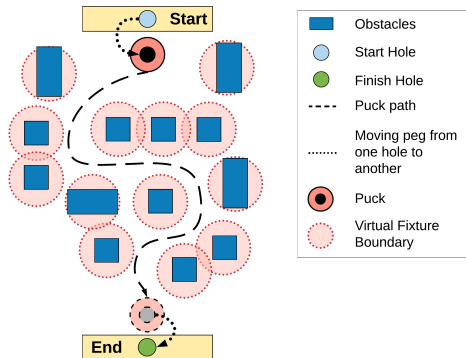 Start
End
Obstacles
Start Hole
Finish Hole
Puck path
Moving peg from
one hole to
another
Puck
Virtual Fixture
Boundary